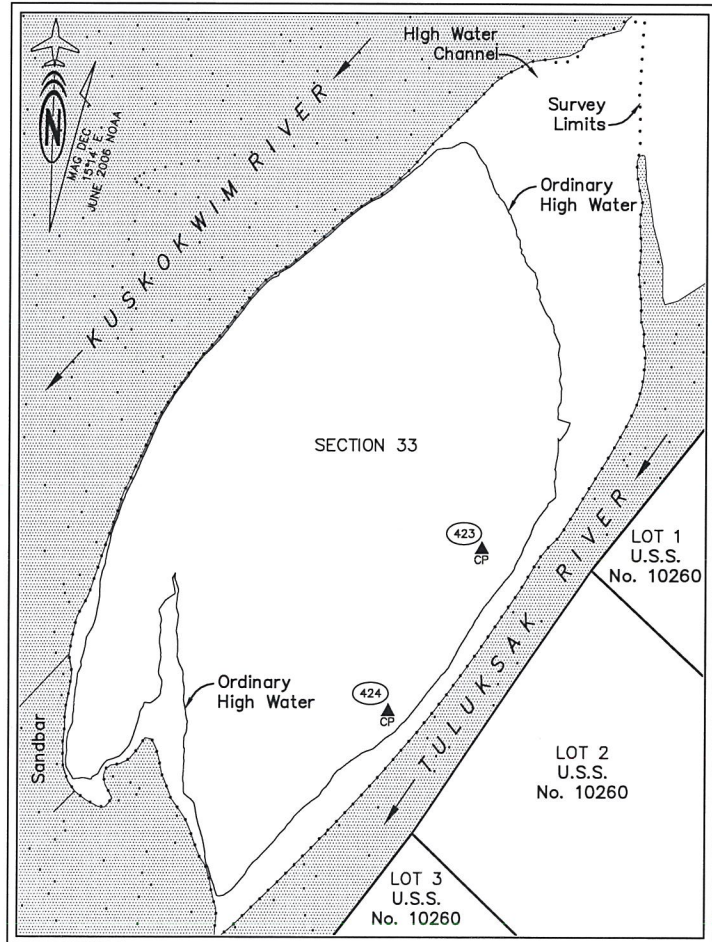 High Water
Channel
N
MAG DEC
15°14' E.
JUNE 2006 NOAA
KUSKOKWIM RIVER
Survey
Limits
Ordinary
High Water
SECTION 33
423
CP
TULUKSAK RIVER
LOT 1
U.S.S.
No. 10260
Ordinary
High Water
424
CP
Sandbar
LOT 2
U.S.S.
No. 10260
LOT 3
U.S.S.
No. 10260